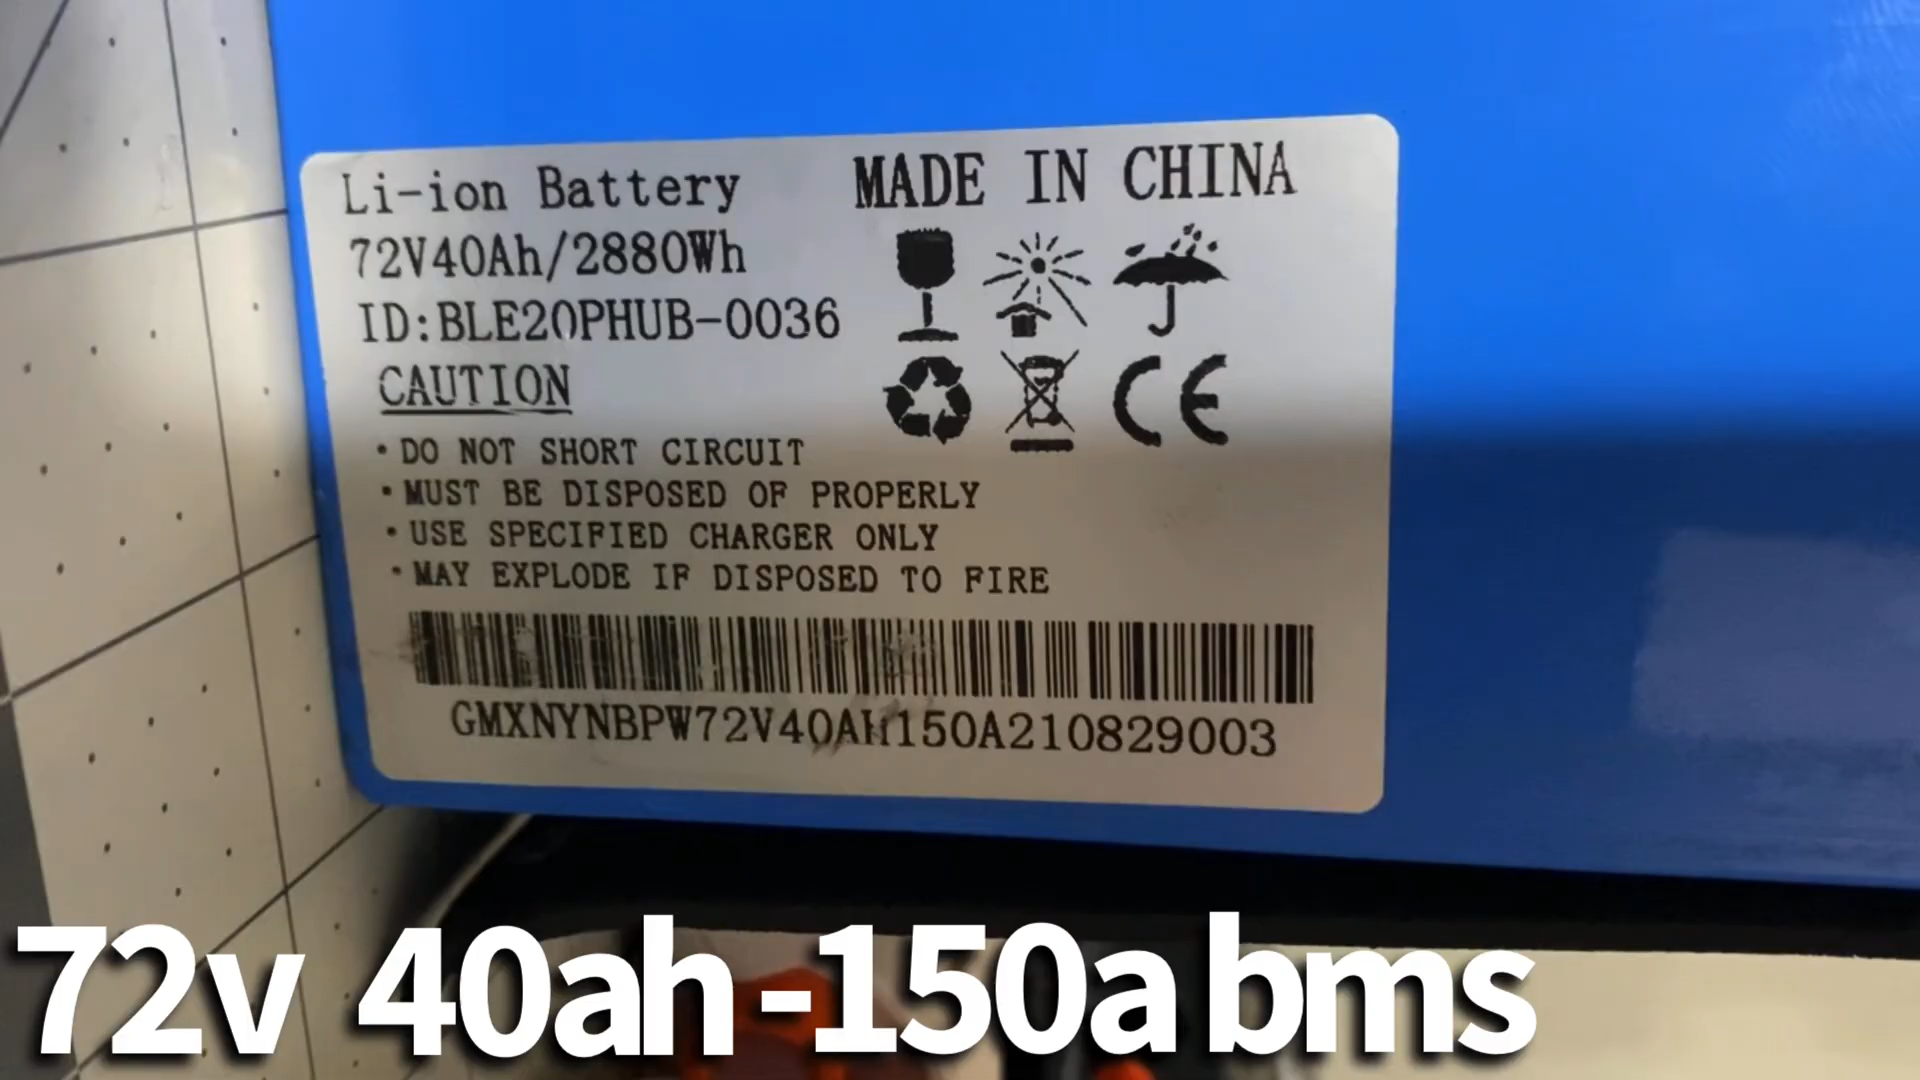 Li-ion Battery
MADE IN CHINA
72V40Ah/2880Wh
ID:BLE20PHUB-0036
CAUTION
CE
• DO NOT SHORT CIRCUIT
• MUST BE DISPOSED OF PROPERLY
• USE SPECIFIED CHARGER ONLY
• MAY EXPLODE IF DISPOSED TO FIRE
GMXNYNBPW72V40AH150A210829003
72v 40ah -150a bms